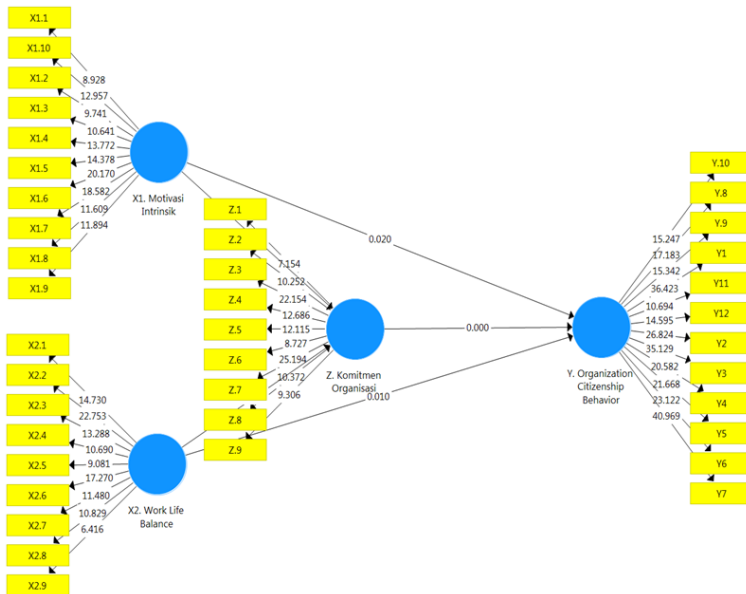 X1.1
X1.10
X1.2
X1.3
X1.4
X1.5
X1.6
X1.7
X1.8
X1.9
8.928
12.957
9.741
10.641
13.772
14.378
20.170
18.582
11.609
11.894
X1. Motivasi
Intrinsik
X2.1
X2.2
X2.3
X2.4
X2.5
X2.6
X2.7
X2.8
X2.9
14.730
22.753
13.288
10.690
9.081
17.270
11.480
10.829
6.416
X2. Work Life
Balance
Z.1
Z.2
Z.3
Z.4
Z.5
Z.6
Z.7
Z.8
Z.9
7.154
10.252
22.154
12.686
12.115
8.727
25.194
10.372
9.306
Z. Komitmen
Organisasi
0.020
0.000
0.010
Y. Organization
Citizenship
Behavior
15.247
17.183
15.342
36.423
10.694
14.595
26.824
35.129
20.582
21.668
23.122
40.969
Y.10
Y.8
Y.9
Y1
Y11
Y12
Y2
Y3
Y4
Y5
Y6
Y7